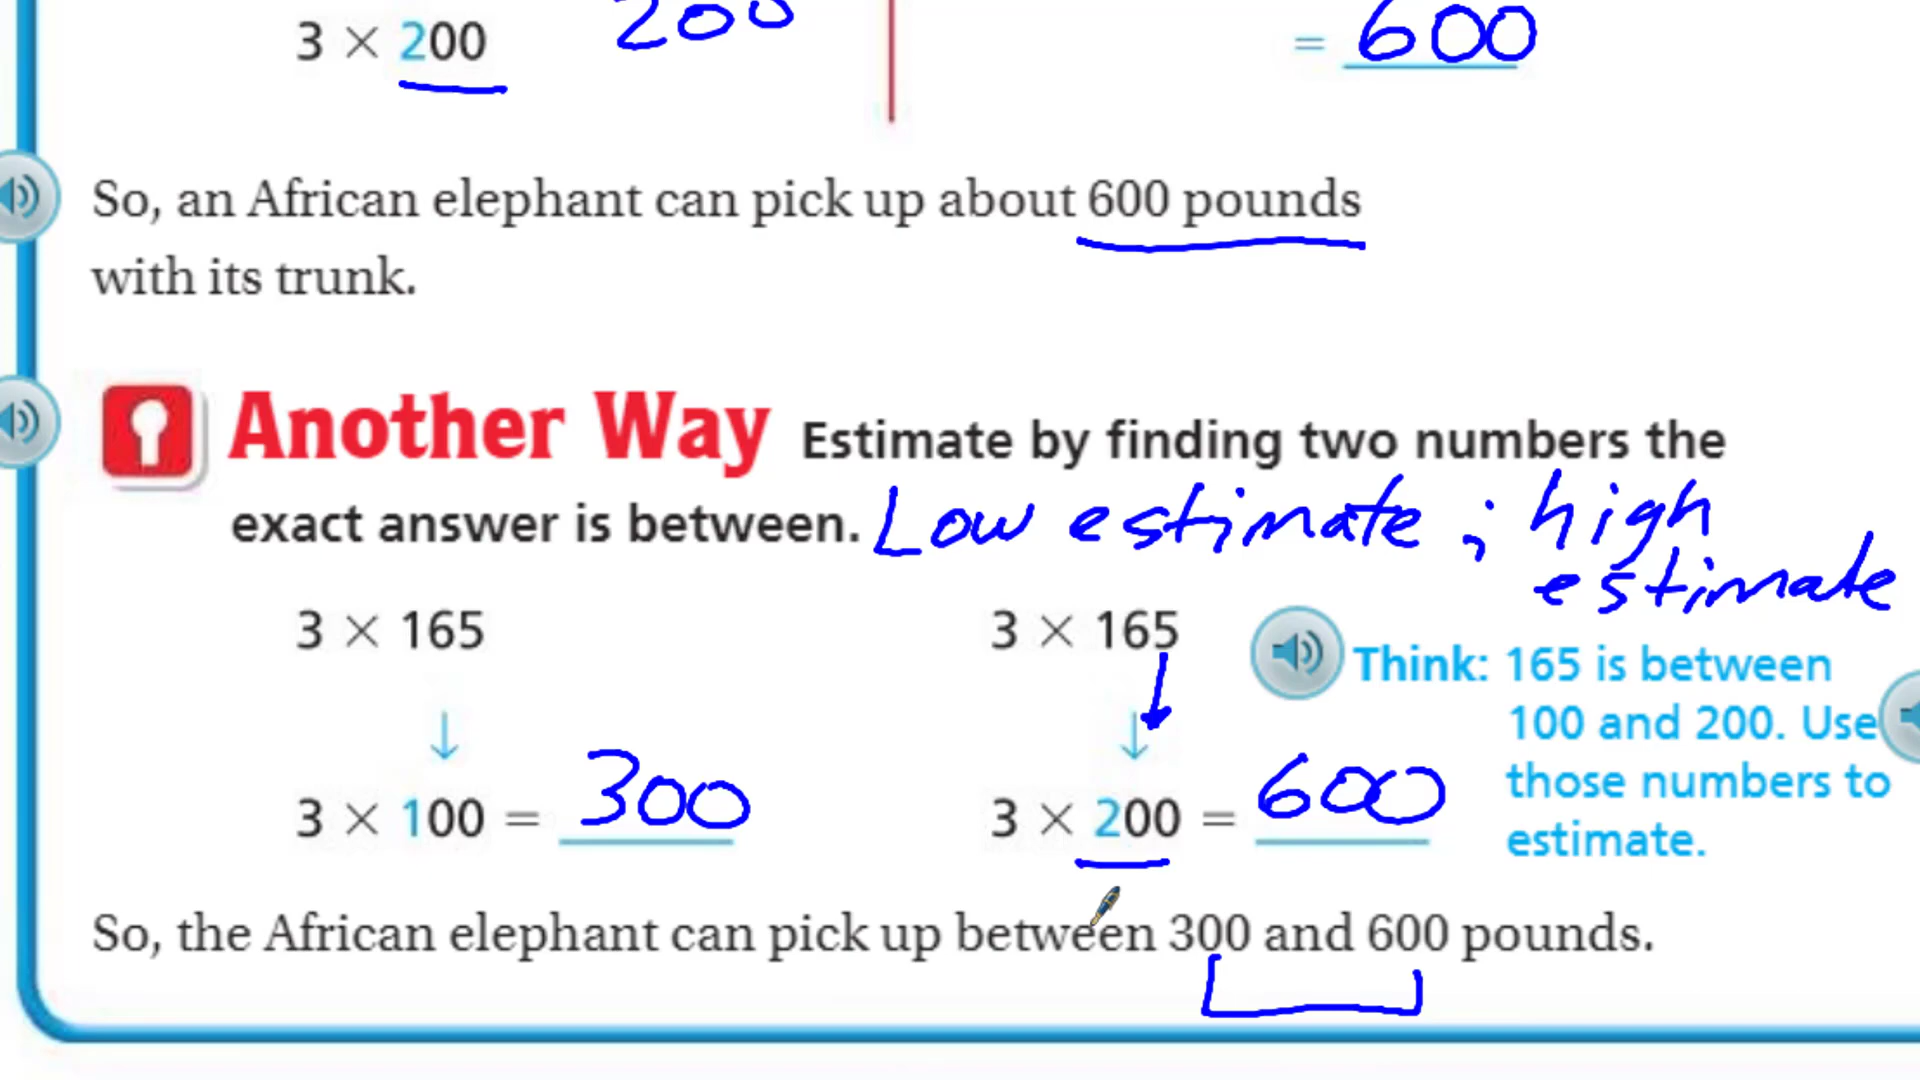 3 × 200 200 = 600
So, an African elephant can pick up about 600 pounds
with its trunk.
Another Way Estimate by finding two numbers the
exact answer is between. Low estimate ; high
estimate
3 × 165 3 × 165
Think: 165 is between
100 and 200. Use
those numbers to
estimate.
3 × 100 = 300 3 × 200 = 600
So, the African elephant can pick up between 300 and 600 pounds.